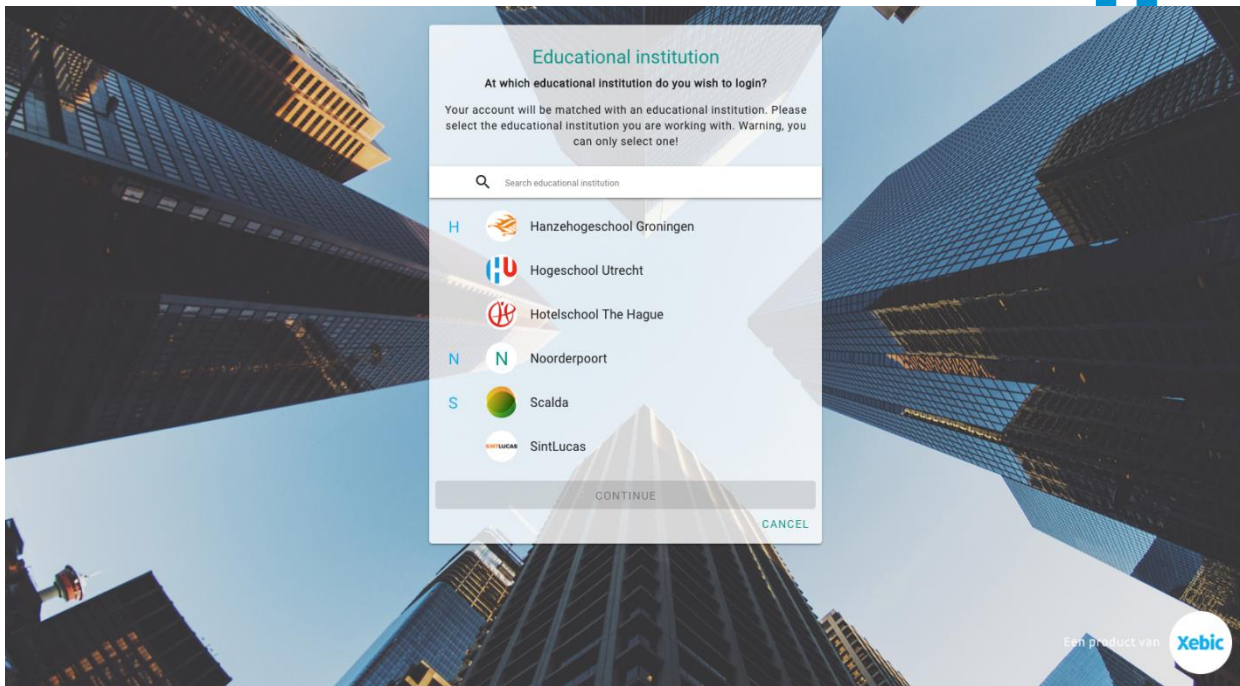 Educational institution
At which educational institution do you wish to login?
Your account will be matched with an educational institution. Please
select the educational institution you are working with. Warning, you
can only select one!
Search educational institution
H Hanzehogeschool Groningen
HU Hogeschool Utrecht
Hotelschool The Hague
N N Noorderpoort
S Scalda
SINTLUCAS SintLucas
CONTINUE
CANCEL
Een product van Xebic